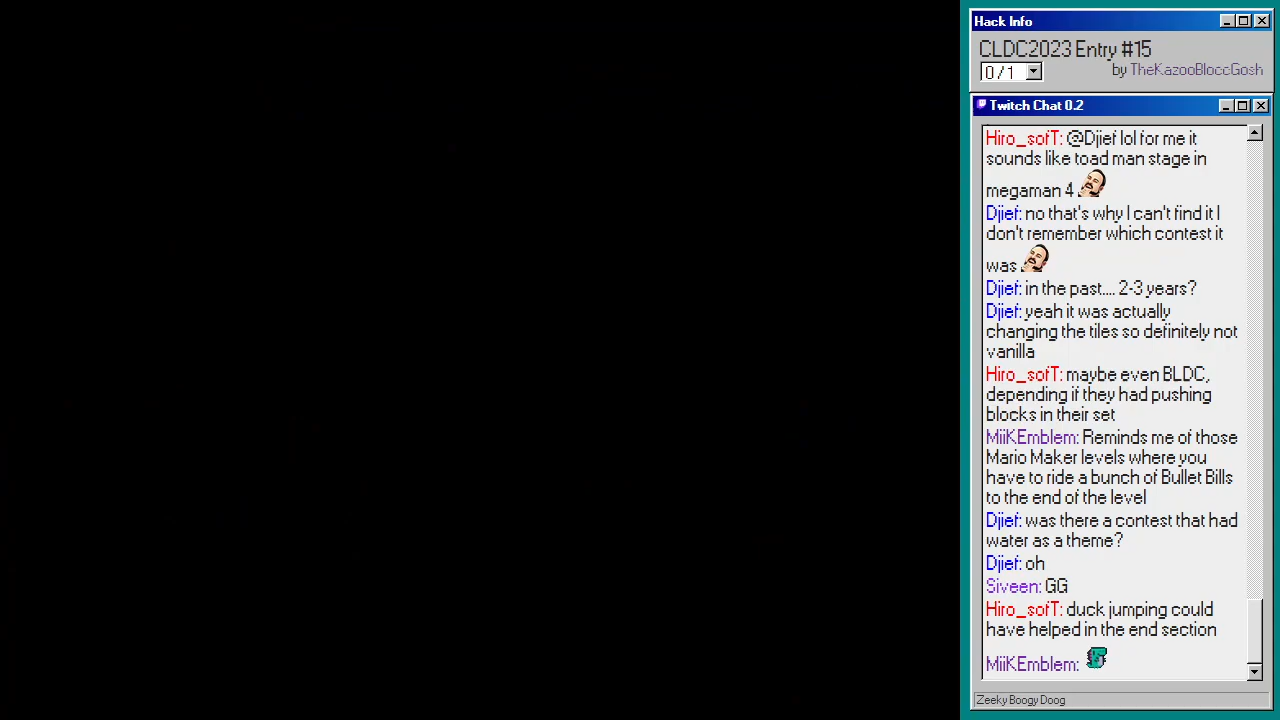 Hack Info
CLDC2023 Entry #15
0/1
by TheKazooBloccGosh
Twitch Chat 0.2
Hiro_sofT: @Djief lol for me it
sounds like toad man stage in
megaman 4
Djief: no that's why I can't find it I
don't remember which contest it
was
Djief: in the past.... 2-3 years?
Djief: yeah it was actually
changing the tiles so definitely not
vanilla
Hiro_sofT: maybe even BLDC,
depending if they had pushing
blocks in their set
MiiKEmblem: Reminds me of those
Mario Maker levels where you
have to ride a bunch of Bullet Bills
to the end of the level
Djief: was there a contest that had
water as a theme?
Djief: oh
Siveen: GG
Hiro_sofT: duck jumping could
have helped in the end section
MiiKEmblem:
Zeeky Boogy Doog